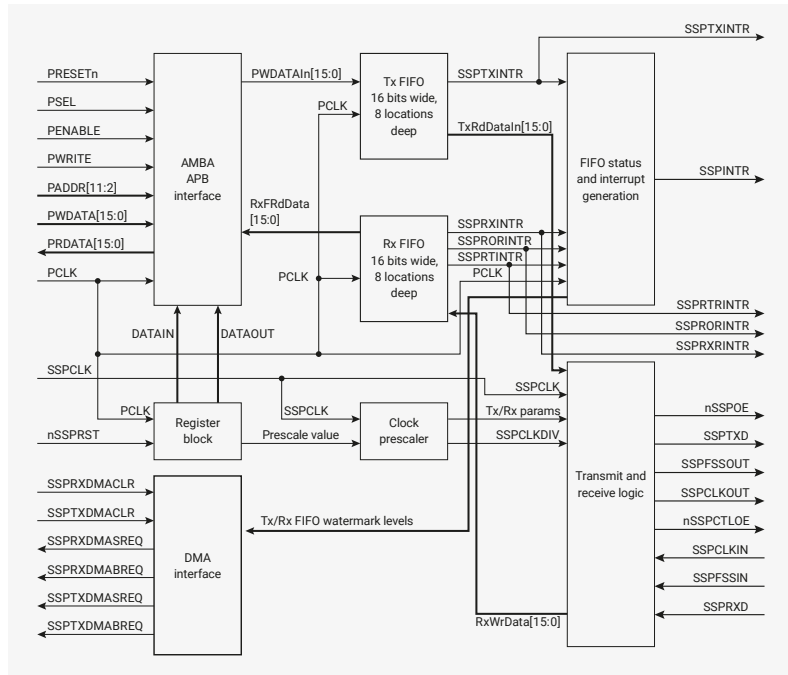 SSPTXINTR
PRESETn
PSEL
PENABLE
PWRITE
PADDR[11:2]
PWDATA[15:0]
PRDATA[15:0]
PCLK
AMBA
APB
interface
PWDATAIn[15:0]
PCLK
Tx FIFO
16 bits wide,
8 locations
deep
SSPTXINTR
TxRdDataIn[15:0]
FIFO status
and interrupt
generation
SSPINTR
RxFRdData
[15:0]
PCLK
Rx FIFO
16 bits wide,
8 locations
deep
SSPRXINTR
SSPRORINTR
SSPRTINTR
PCLK
SSPRTRINTR
SSPRORINTR
SSPRXRINTR
DATAIN
DATAOUT
SSPCLK
SSPCLK
PCLK
nSSPRST
Register
block
SSPCLK
Prescale value
Clock
prescaler
Tx/Rx params
SSPCLKDIV
Transmit and
receive logic
nSSPOE
SSPTXD
SSPFSSOUT
SSPCLKOUT
nSSPCTLOE
SSPCLKIN
SSPFSSIN
SSPRXD
SSPRXDMACLR
SSPTXDMACLR
SSPRXDMASREQ
SSPRXDMABREQ
SSPTXDMASREQ
SSPTXDMABREQ
DMA
interface
Tx/Rx FIFO watermark levels
RxWrData[15:0]